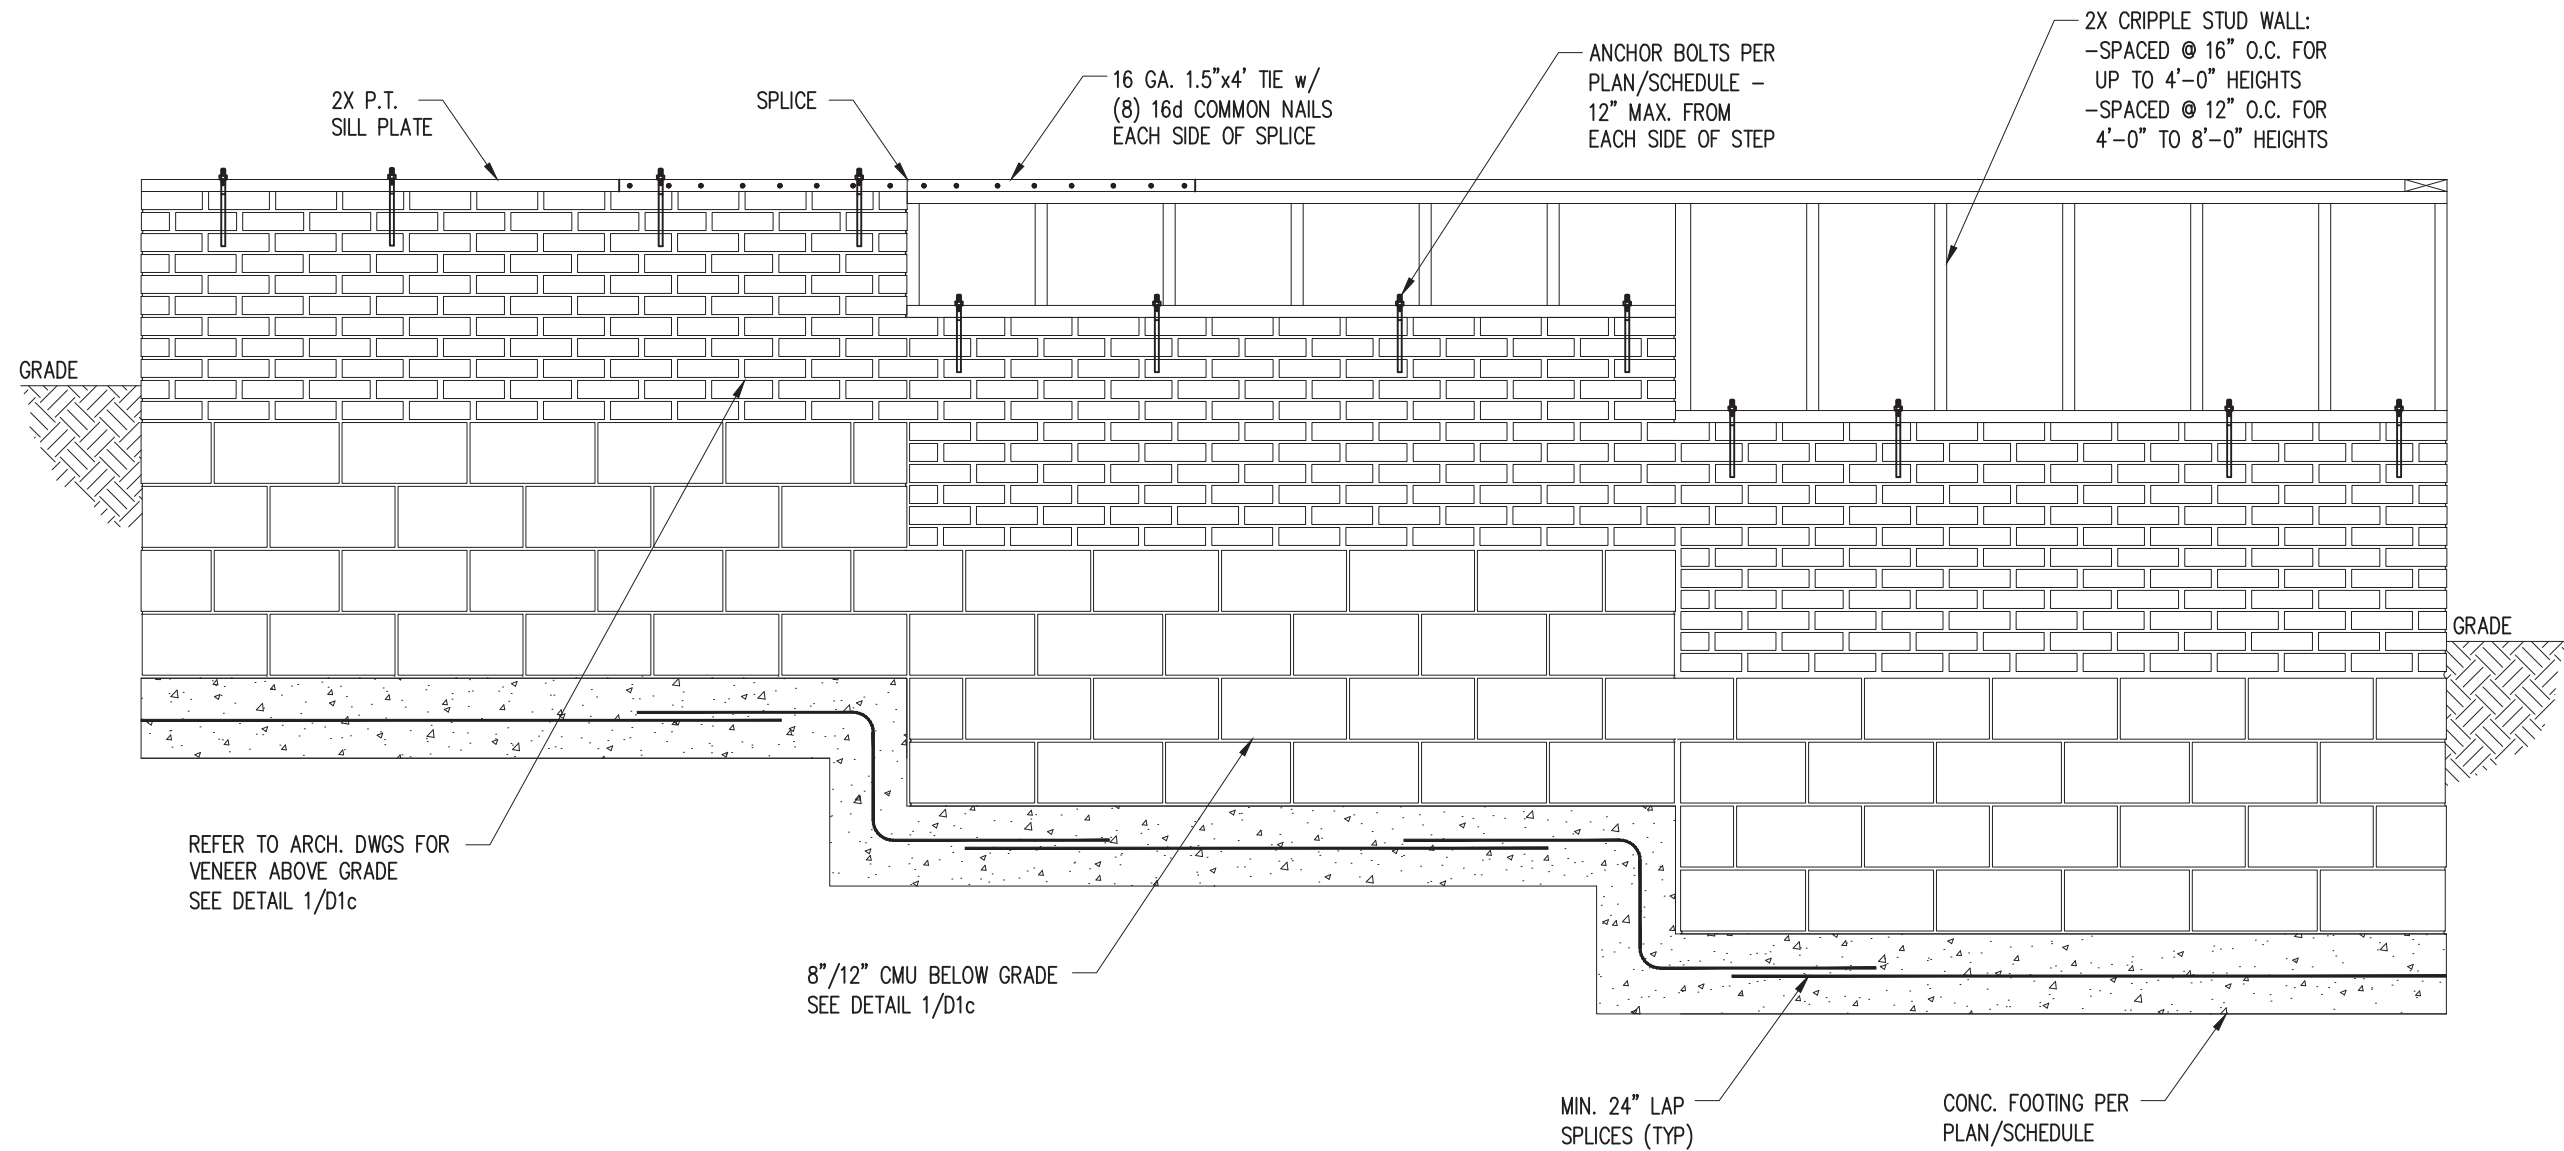 2X P.T.
SILL PLATE
SPLICE
16 GA. 1.5”x4' TIE w/
(8) 16d COMMON NAILS
EACH SIDE OF SPLICE
ANCHOR BOLTS PER
PLAN/SCHEDULE –
12” MAX. FROM
EACH SIDE OF STEP
2X CRIPPLE STUD WALL:
–SPACED @ 16” O.C. FOR
UP TO 4'–0” HEIGHTS
–SPACED @ 12” O.C. FOR
4'–0” TO 8'–0” HEIGHTS
GRADE
GRADE
REFER TO ARCH. DWGS FOR
VENEER ABOVE GRADE
SEE DETAIL 1/D1c
8”/12” CMU BELOW GRADE
SEE DETAIL 1/D1c
MIN. 24” LAP
SPLICES (TYP)
CONC. FOOTING PER
PLAN/SCHEDULE